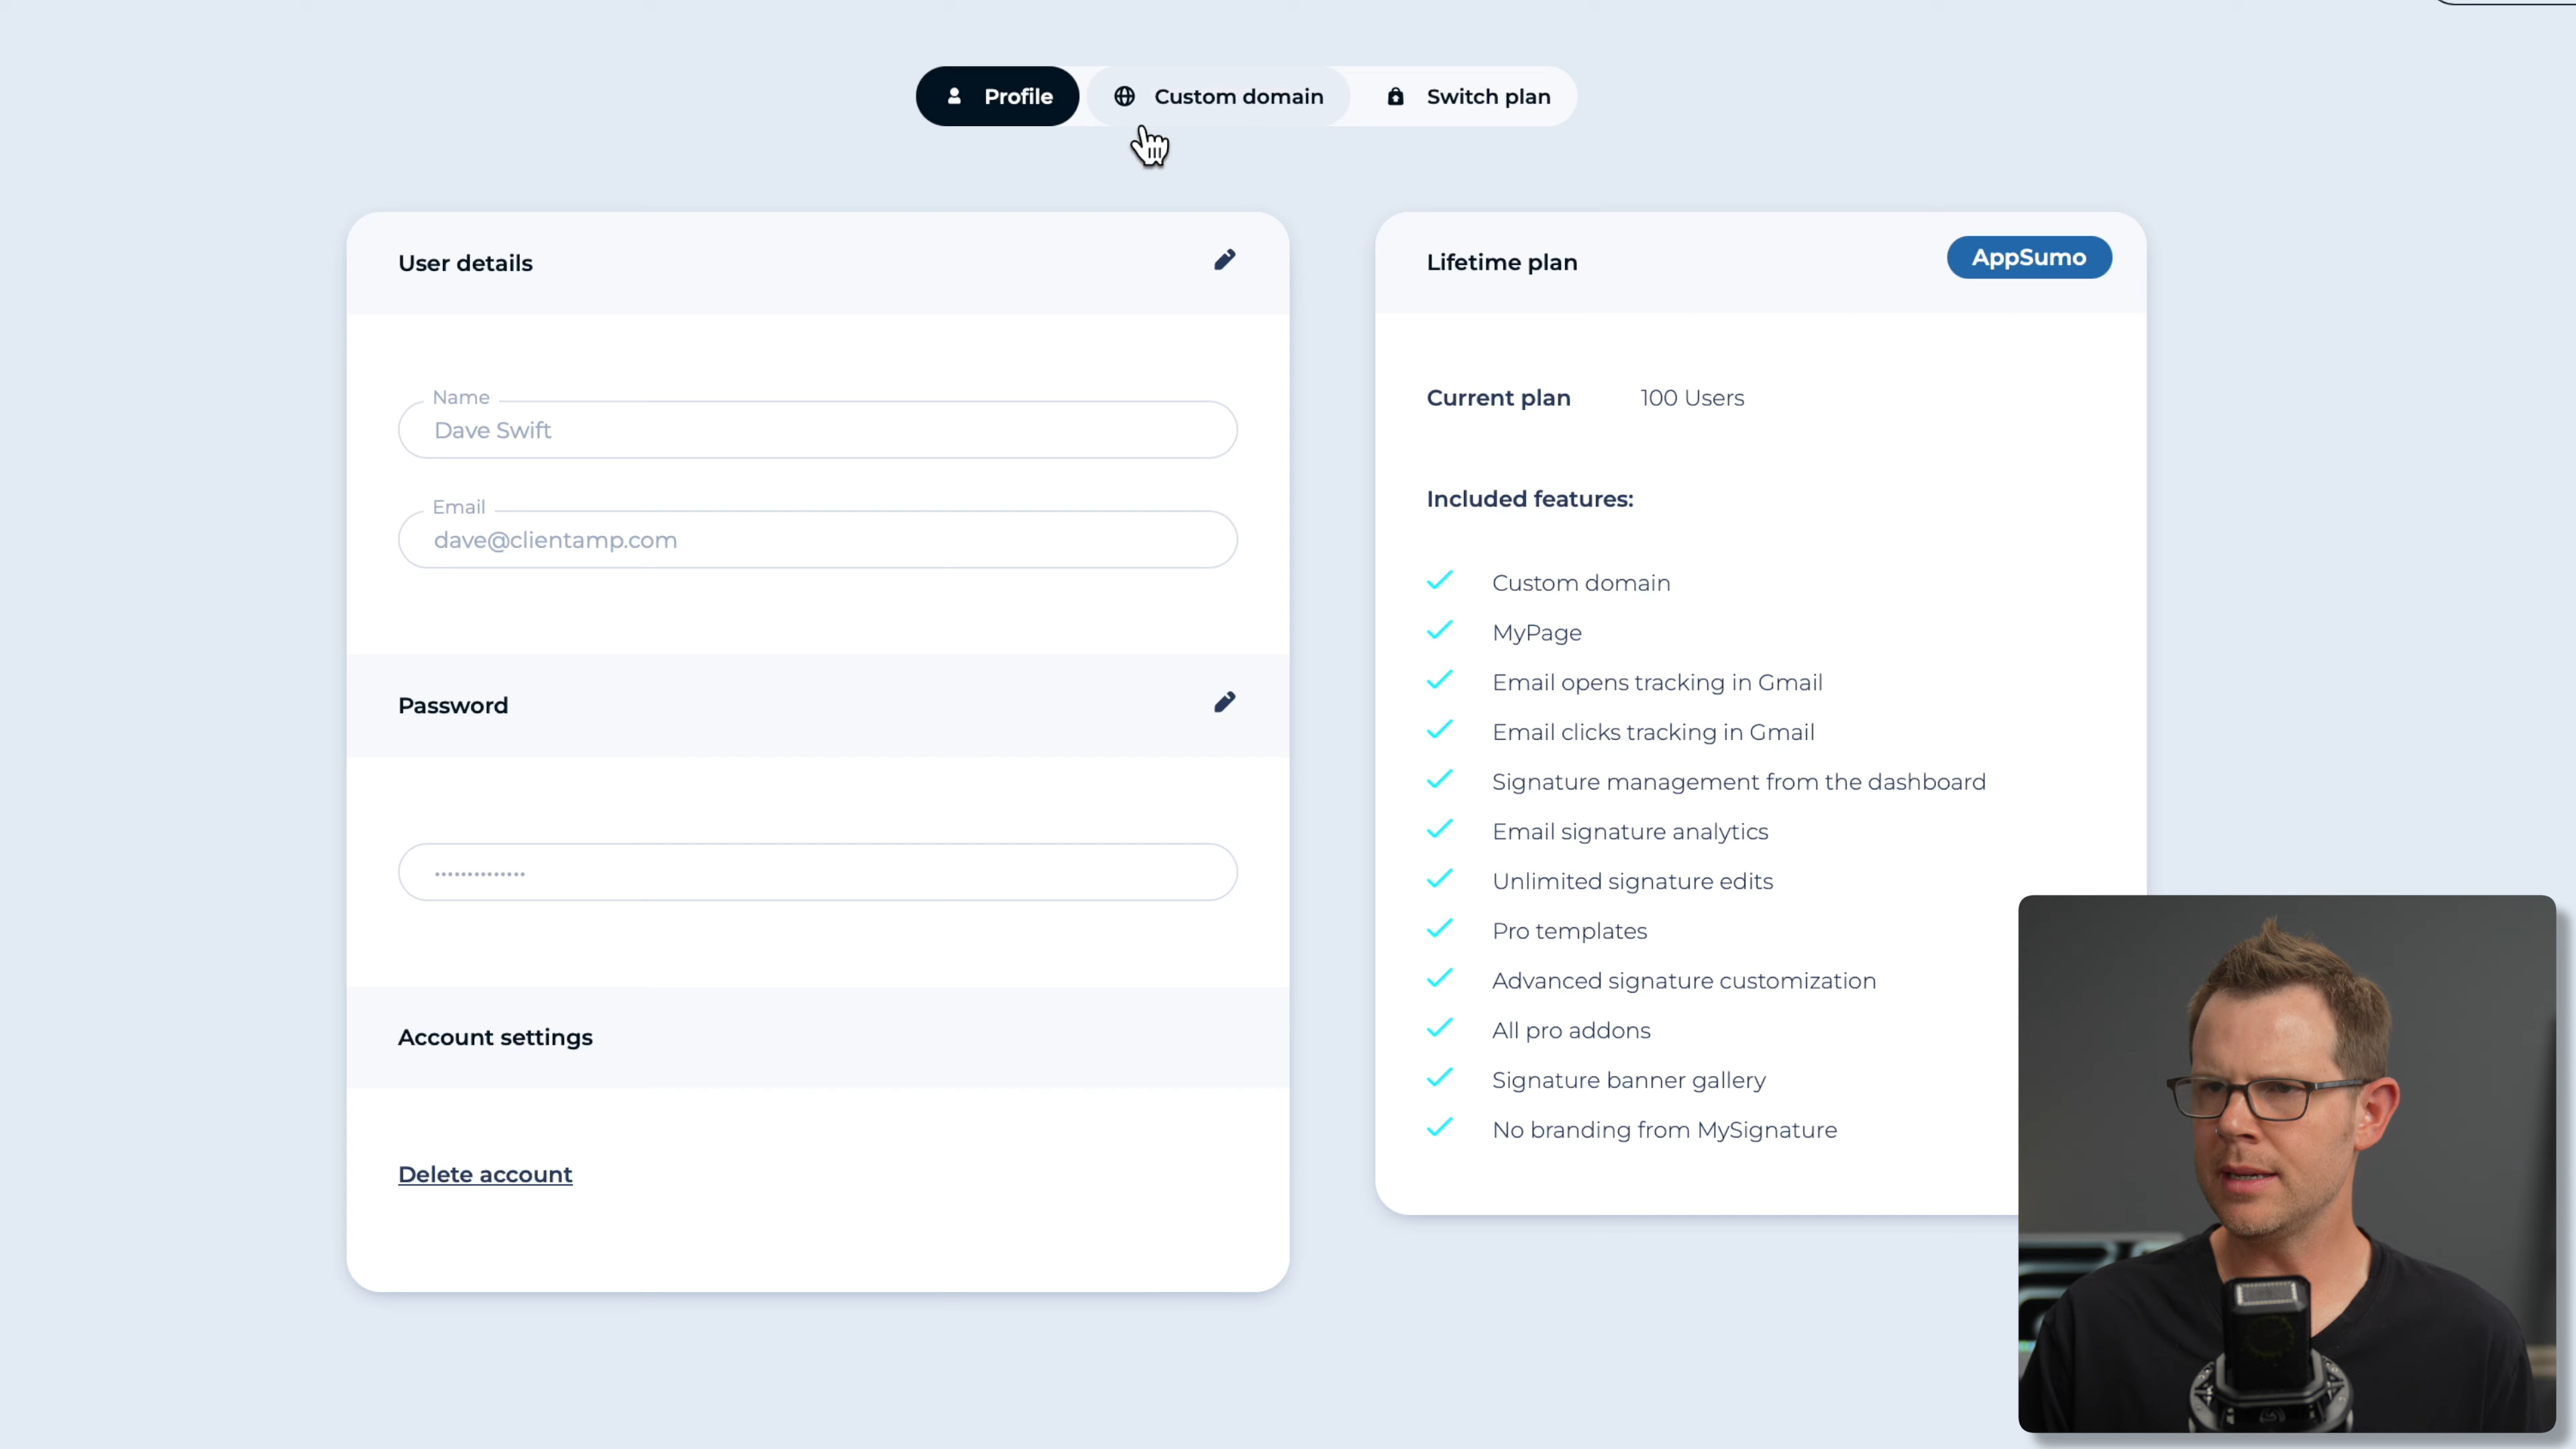 Profile
Custom domain
Switch plan
User details
Name
Dave Swift
Email
dave@clientamp.com
Password
••••••••••••••
Account settings
Delete account
Lifetime plan
AppSumo
Current plan 100 Users
Included features:
Custom domain
MyPage
Email opens tracking in Gmail
Email clicks tracking in Gmail
Signature management from the dashboard
Email signature analytics
Unlimited signature edits
Pro templates
Advanced signature customization
All pro addons
Signature banner gallery
No branding from MySignature